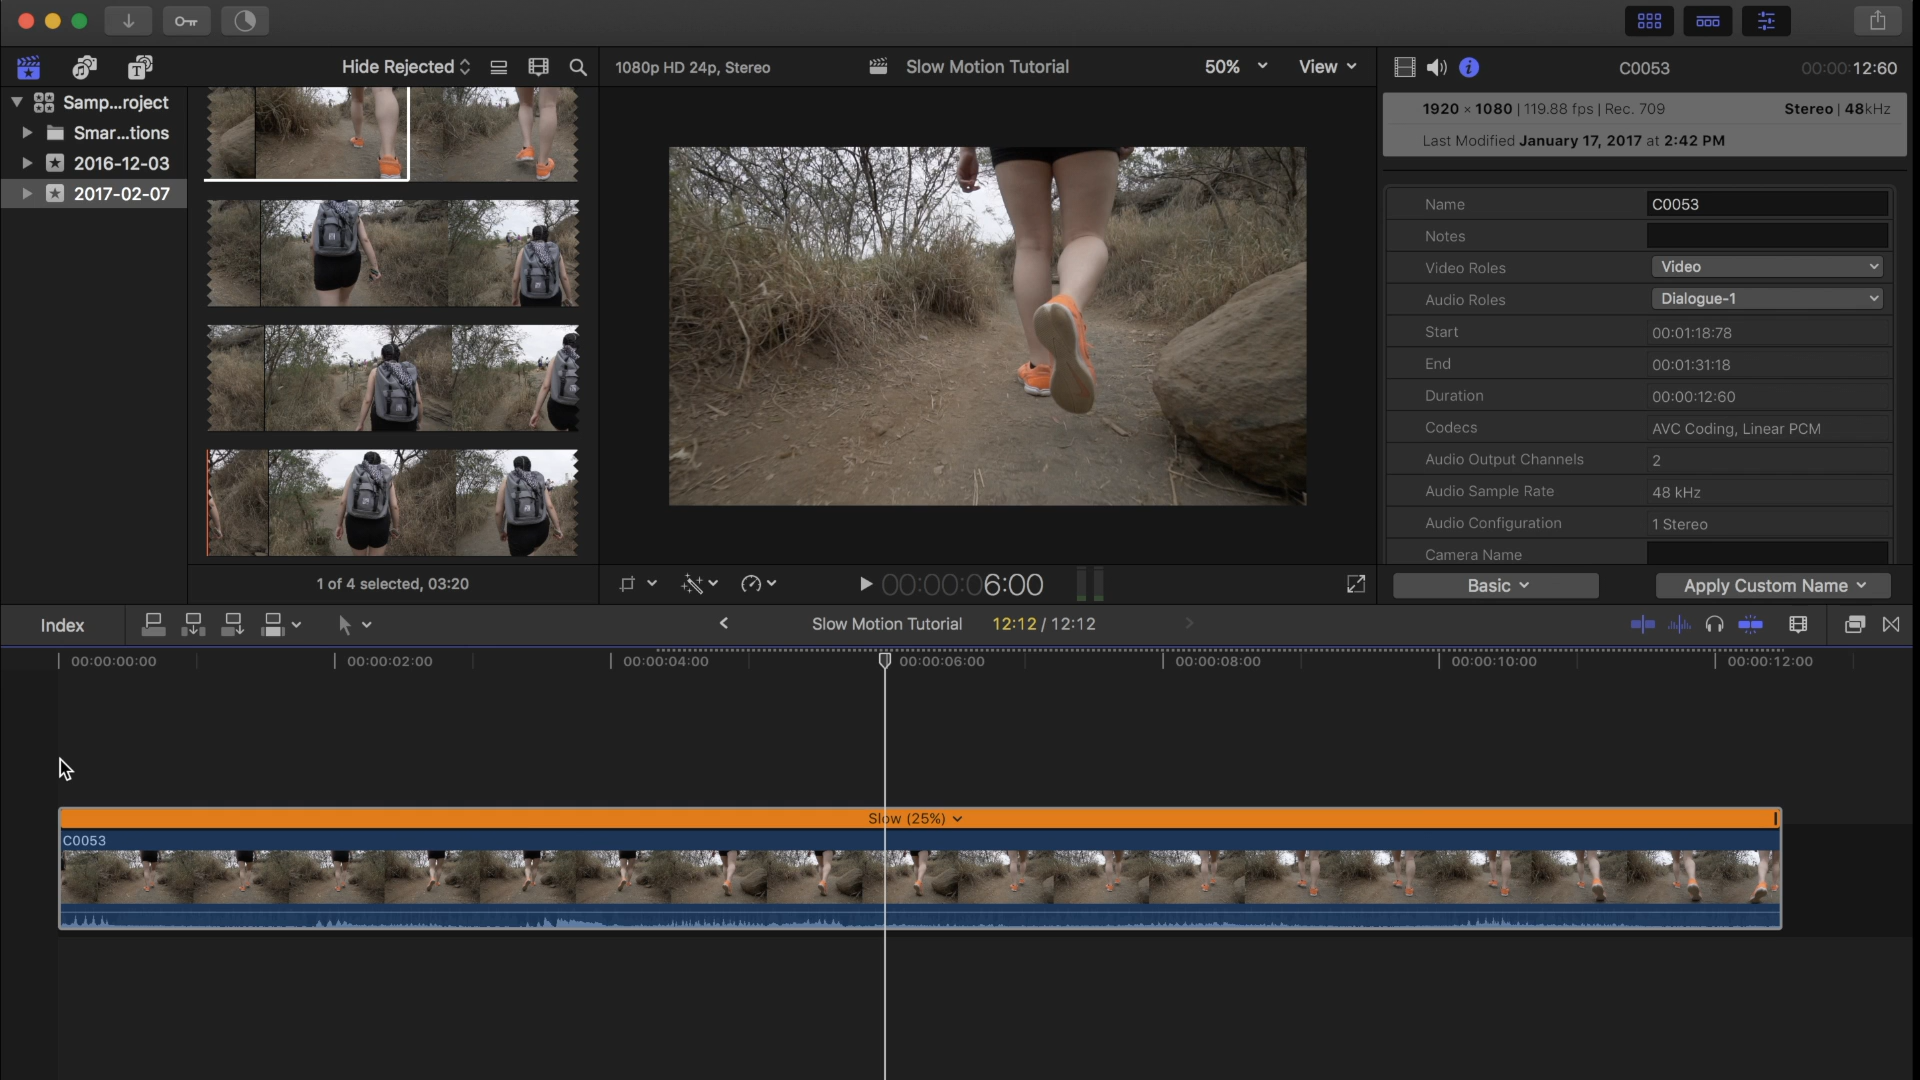 Hide Rejected
1080p HD 24p, Stereo
Slow Motion Tutorial
50%
View
C0053
00:00:12:60
Samp...roject
Smar...tions
2016-12-03
2017-02-07
1920 × 1080 | 119.88 fps | Rec. 709
Stereo | 48kHz
Last Modified January 17, 2017 at 2:42 PM
Name
C0053
Notes
Video Roles
Video
Audio Roles
Dialogue-1
Start
00:01:18:78
End
00:01:31:18
Duration
00:00:12:60
Codecs
AVC Coding, Linear PCM
Audio Output Channels
2
Audio Sample Rate
48 kHz
Audio Configuration
1 Stereo
Camera Name
1 of 4 selected, 03:20
00:00:06:00
Basic
Apply Custom Name
Index
Slow Motion Tutorial
12:12 / 12:12
00:00:00:00
00:00:02:00
00:00:04:00
00:00:06:00
00:00:08:00
00:00:10:00
00:00:12:00
Slow (25%)
C0053